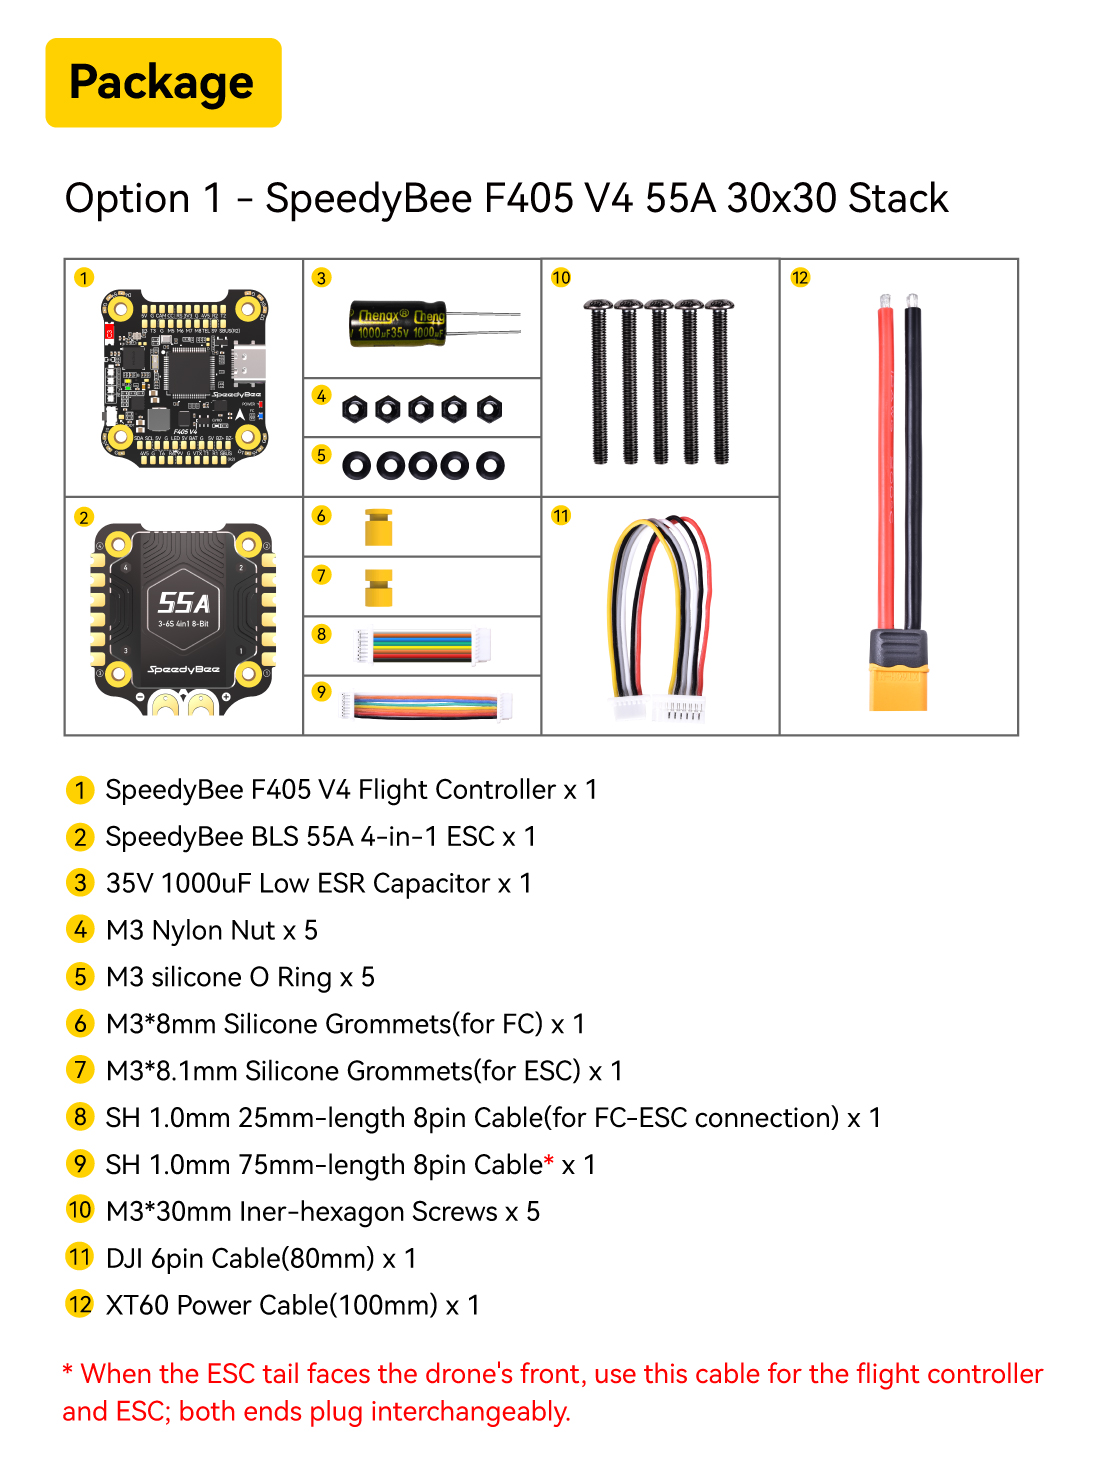 Package
Option 1 - SpeedyBee F405 V4 55A 30x30 Stack
1
3
10
12
Chengx® Cheng
1000uF35V 1000uF
SpeedyBee
F405 V4
4
5
2
6
11
55A
3-6S 4in1 8-Bit
SpeedyBee
7
8
9
1 SpeedyBee F405 V4 Flight Controller x 1
2 SpeedyBee BLS 55A 4-in-1 ESC x 1
3 35V 1000uF Low ESR Capacitor x 1
4 M3 Nylon Nut x 5
5 M3 silicone O Ring x 5
6 M3*8mm Silicone Grommets(for FC) x 1
7 M3*8.1mm Silicone Grommets(for ESC) x 1
8 SH 1.0mm 25mm-length 8pin Cable(for FC-ESC connection) x 1
9 SH 1.0mm 75mm-length 8pin Cable* x 1
10 M3*30mm Iner-hexagon Screws x 5
11 DJI 6pin Cable(80mm) x 1
12 XT60 Power Cable(100mm) x 1
* When the ESC tail faces the drone's front, use this cable for the flight controller
and ESC; both ends plug interchangeably.